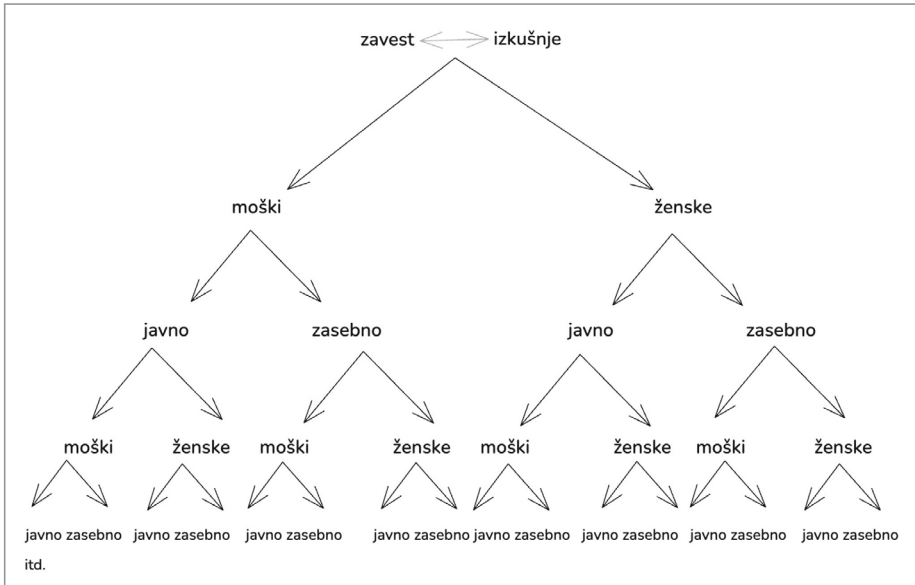 zavest izkušnje
moški ženske
javno zasebno javno zasebno
moški ženske moški ženske moški ženske moški ženske
javno zasebno javno zasebno javno zasebno javno zasebno javno zasebno javno zasebno javno zasebno javno zasebno
itd.